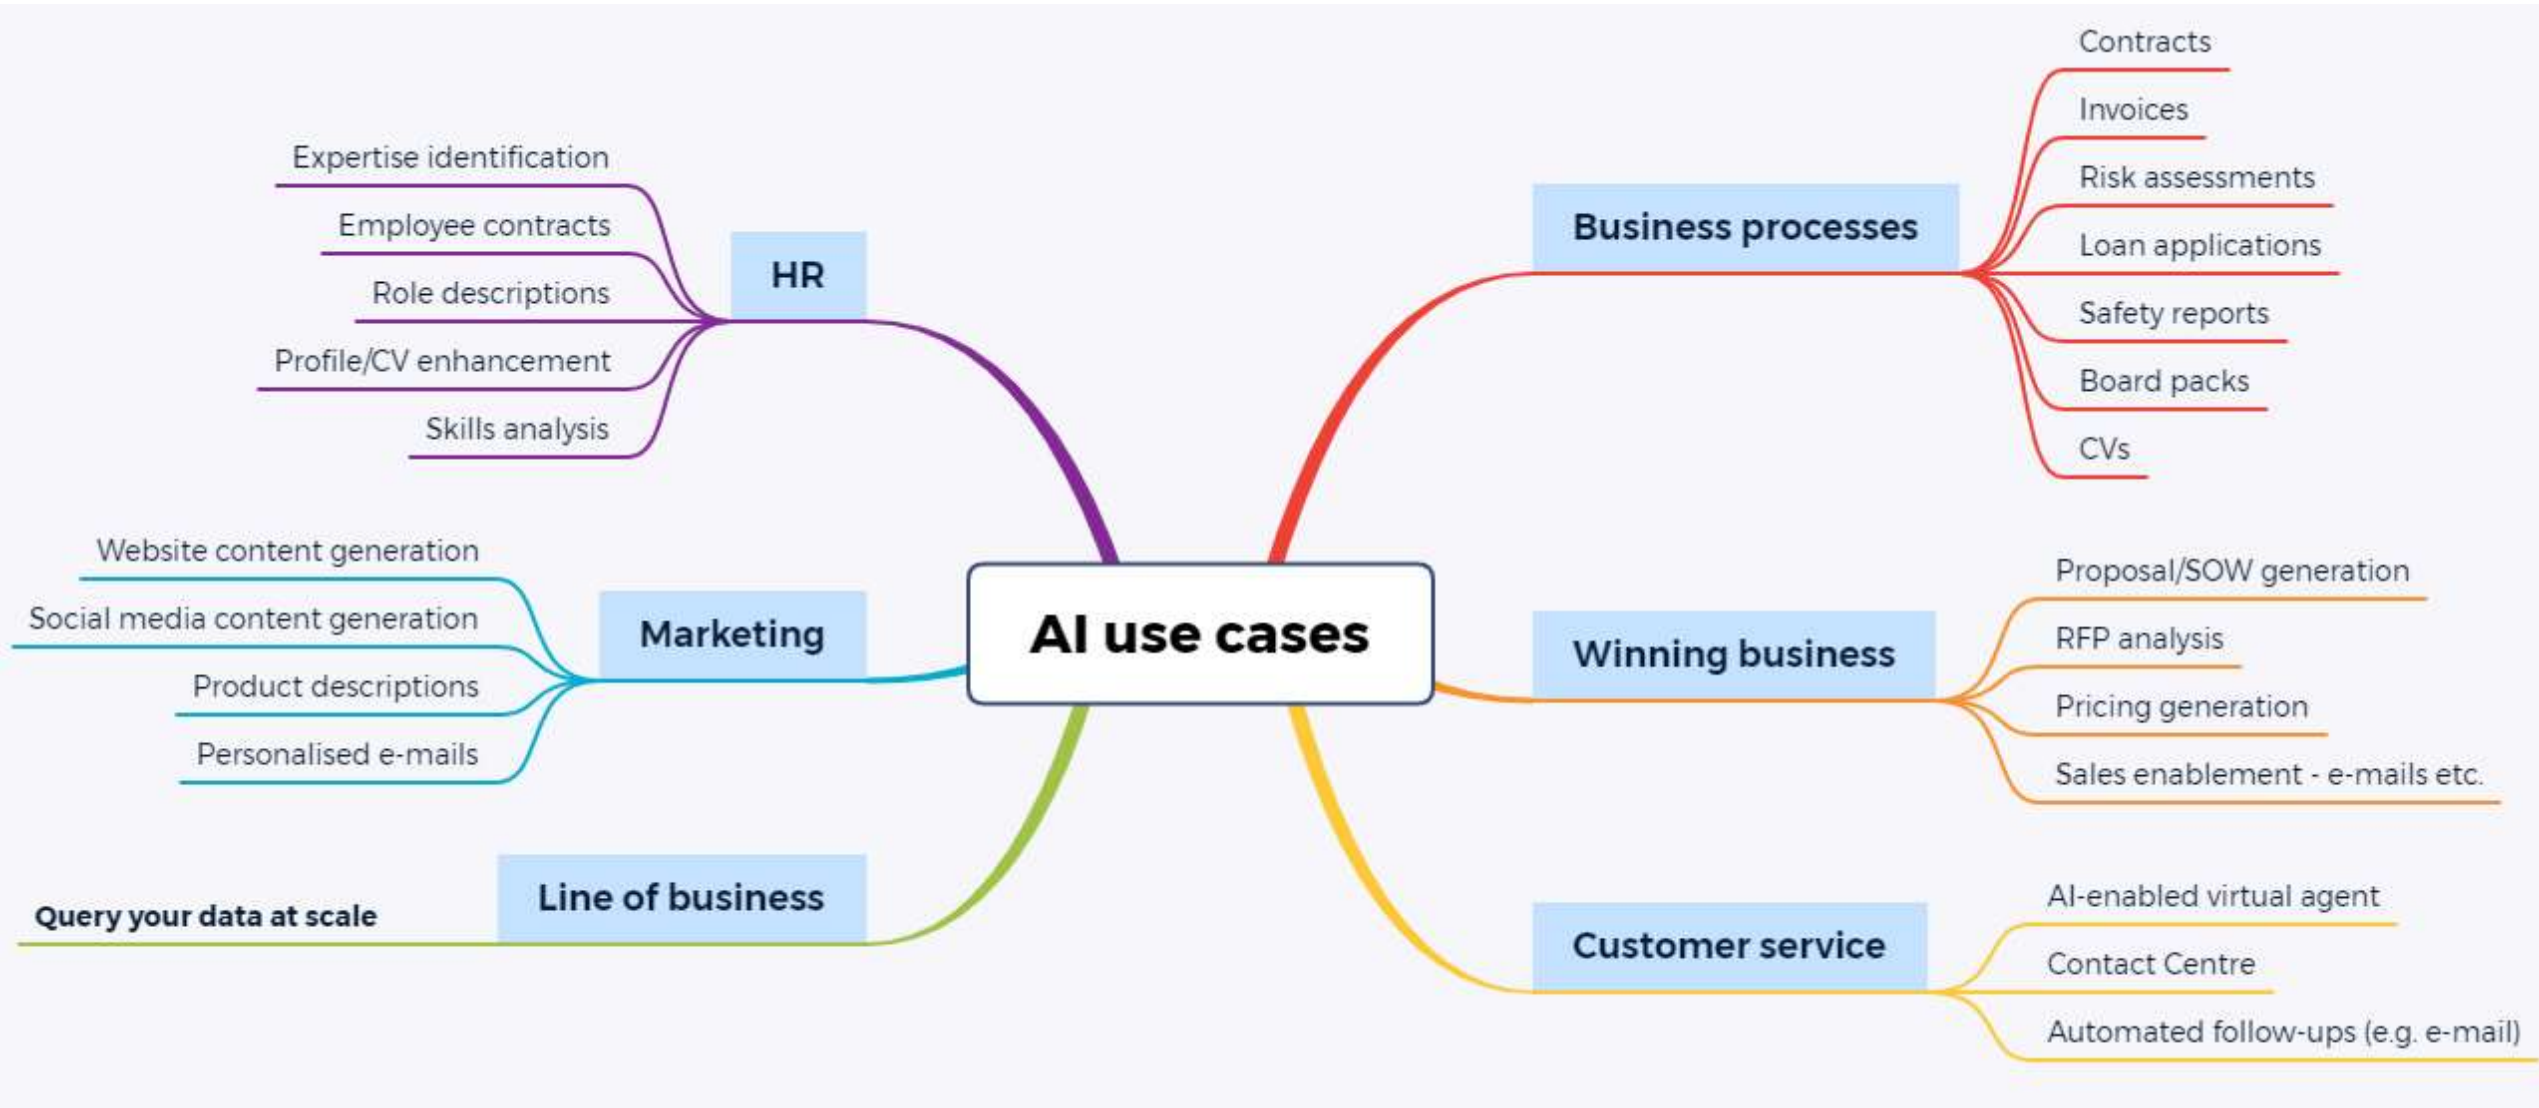 AI use cases
HR
Expertise identification
Employee contracts
Role descriptions
Profile/CV enhancement
Skills analysis
Marketing
Website content generation
Social media content generation
Product descriptions
Personalised e-mails
Line of business
Query your data at scale
Business processes
Contracts
Invoices
Risk assessments
Loan applications
Safety reports
Board packs
CVs
Winning business
Proposal/SOW generation
RFP analysis
Pricing generation
Sales enablement - e-mails etc.
Customer service
AI-enabled virtual agent
Contact Centre
Automated follow-ups (e.g. e-mail)